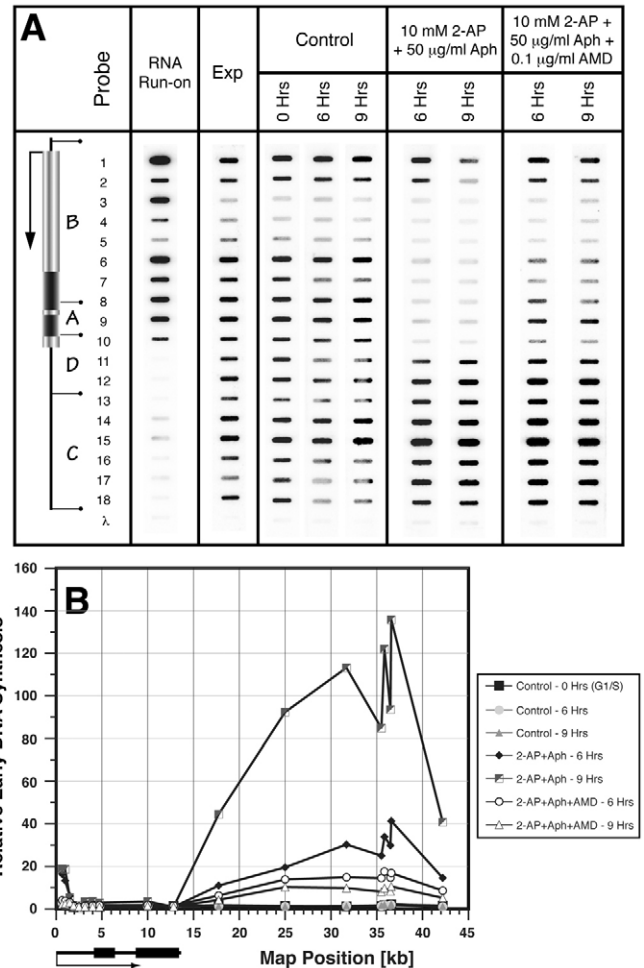 A
Probe
RNA
Run-on
Exp
Control
10 mM 2-AP
+ 50 µg/ml Aph
10 mM 2-AP +
50 µg/ml Aph +
0.1 µg/ml AMD
0 Hrs
6 Hrs
9 Hrs
6 Hrs
9 Hrs
6 Hrs
9 Hrs
1
2
3
B
4
5
6
7
8
A
9
10
D
11
12
13
14
C
15
16
17
18
λ
B
160
140
120
100
80
60
40
20
0
0 5 10 15 20 25 30 35 40 45
Map Position [kb]
Control - 0 Hrs (G1/S)
Control - 6 Hrs
Control - 9 Hrs
2-AP+Aph - 6 Hrs
2-AP+Aph - 9 Hrs
2-AP+Aph+AMD - 6 Hrs
2-AP+Aph+AMD - 9 Hrs